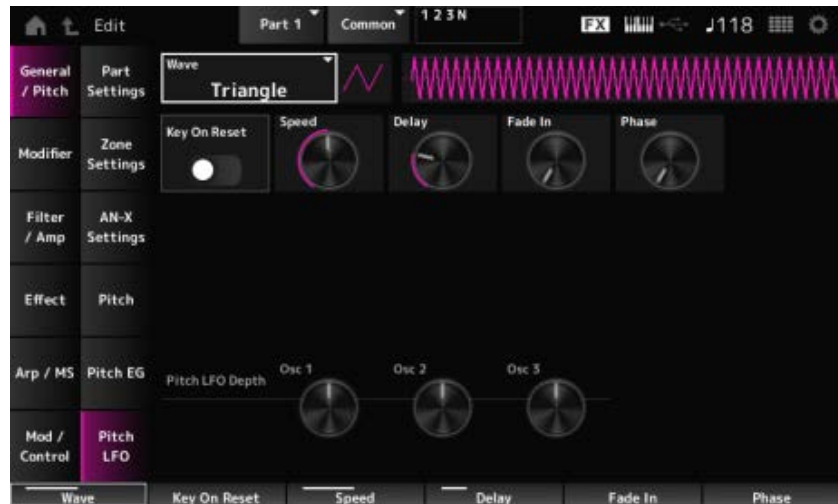 Edit
Part 1
Common
1 2 3 N
FX
♩118
General / Pitch
Part Settings
Wave
Triangle
Modifier
Zone Settings
Key On Reset
Speed
Delay
Fade In
Phase
Filter / Amp
AN-X Settings
Effect
Pitch
Arp / MS
Pitch EG
Pitch LFO Depth
Osc 1
Osc 2
Osc 3
Mod / Control
Pitch LFO
Wave
Key On Reset
Speed
Delay
Fade In
Phase